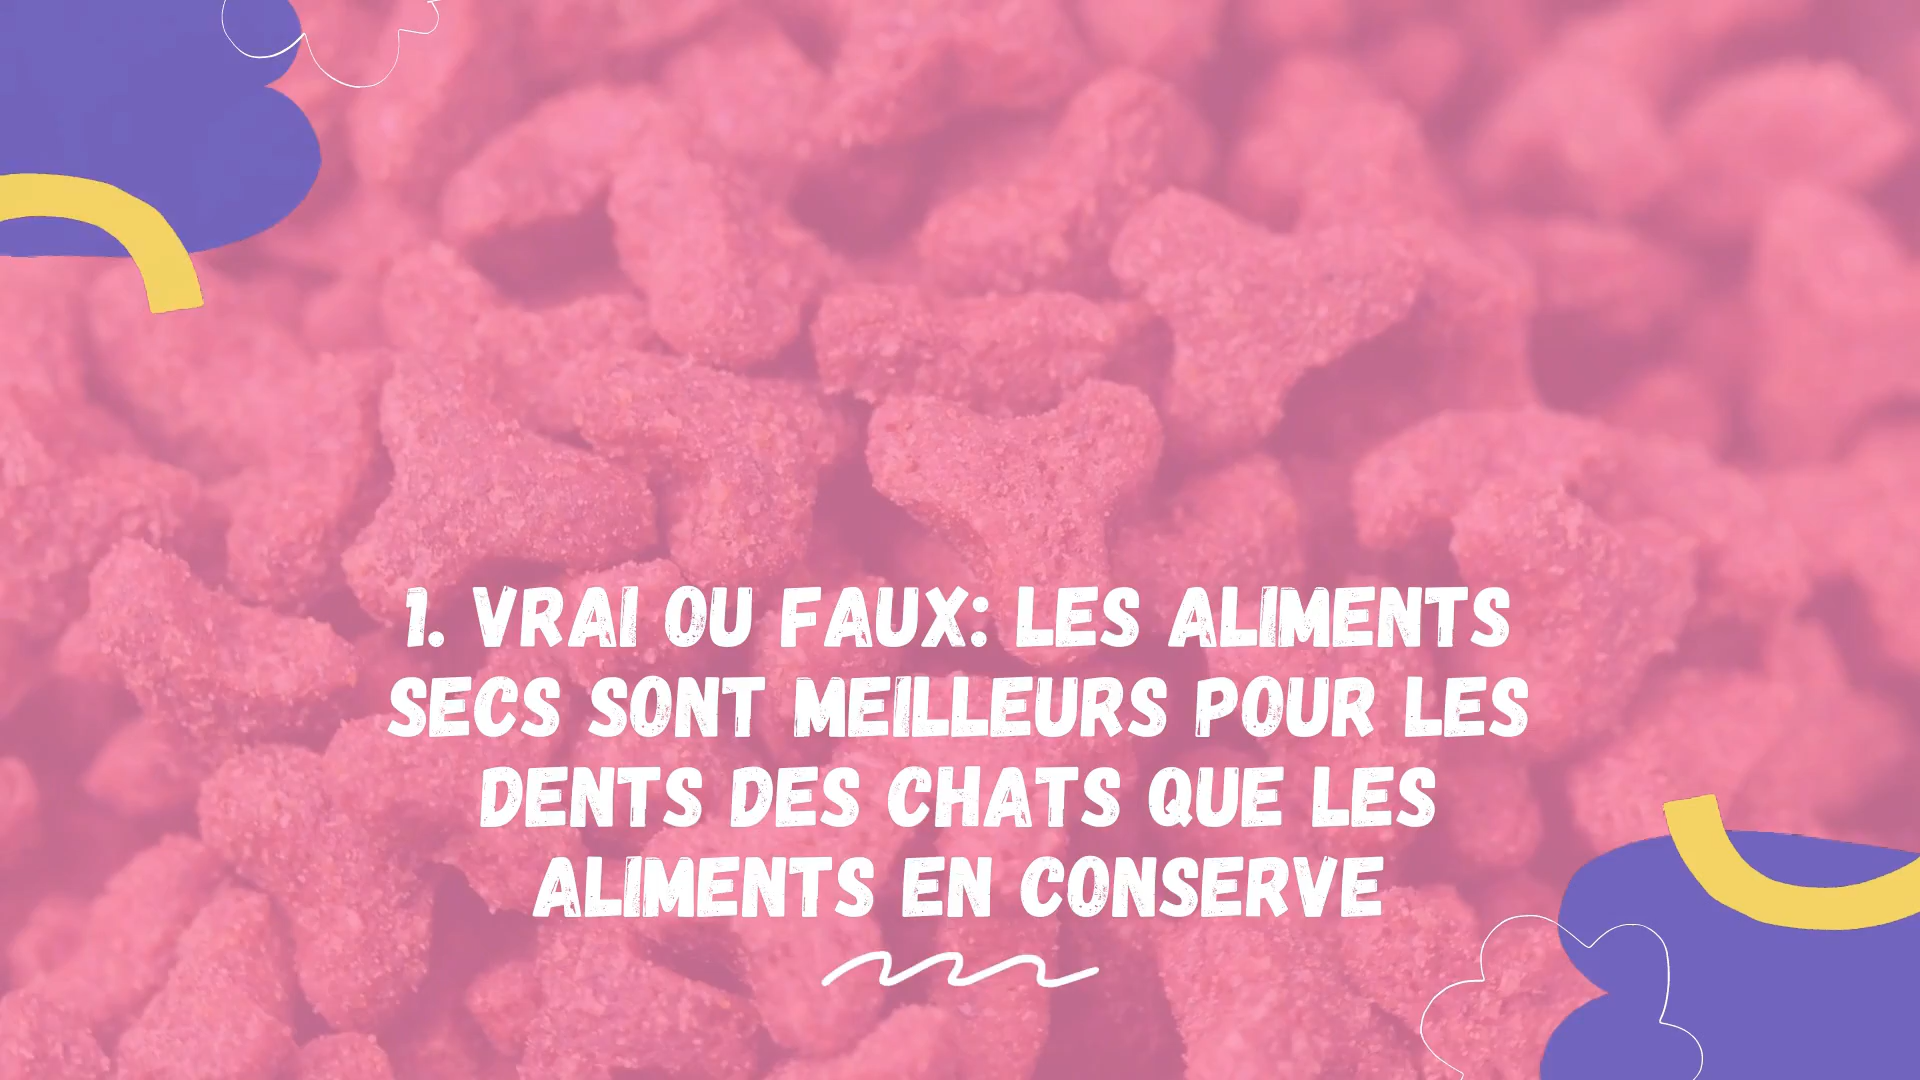 1. VRAI OU FAUX: LES ALIMENTS
SECS SONT MEILLEURS POUR LES
DENTS DES CHATS QUE LES
ALIMENTS EN CONSERVE